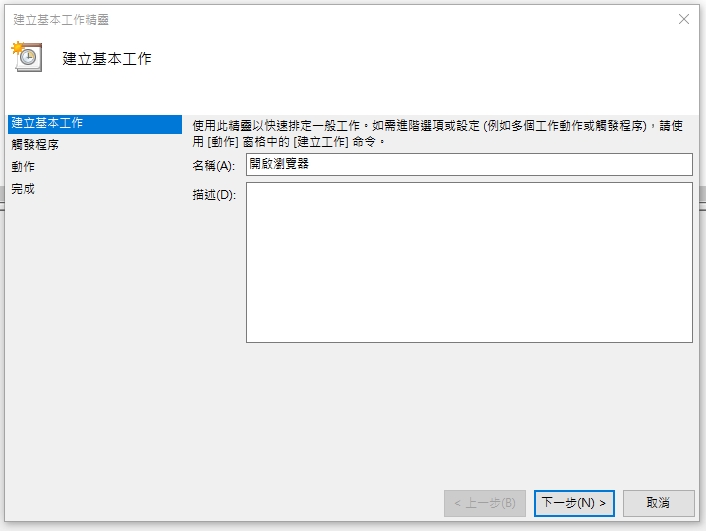 建立基本工作精靈
建立基本工作
建立基本工作
觸發程序
動作
完成
使用此精靈以快速排定一般工作。如需進階選項或設定 (例如多個工作動作或觸發程序)，請使
用 [動作] 窗格中的 [建立工作] 命令。
名稱(A): 開啟瀏覽器
描述(D):
< 上一步(B) 下一步(N) > 取消